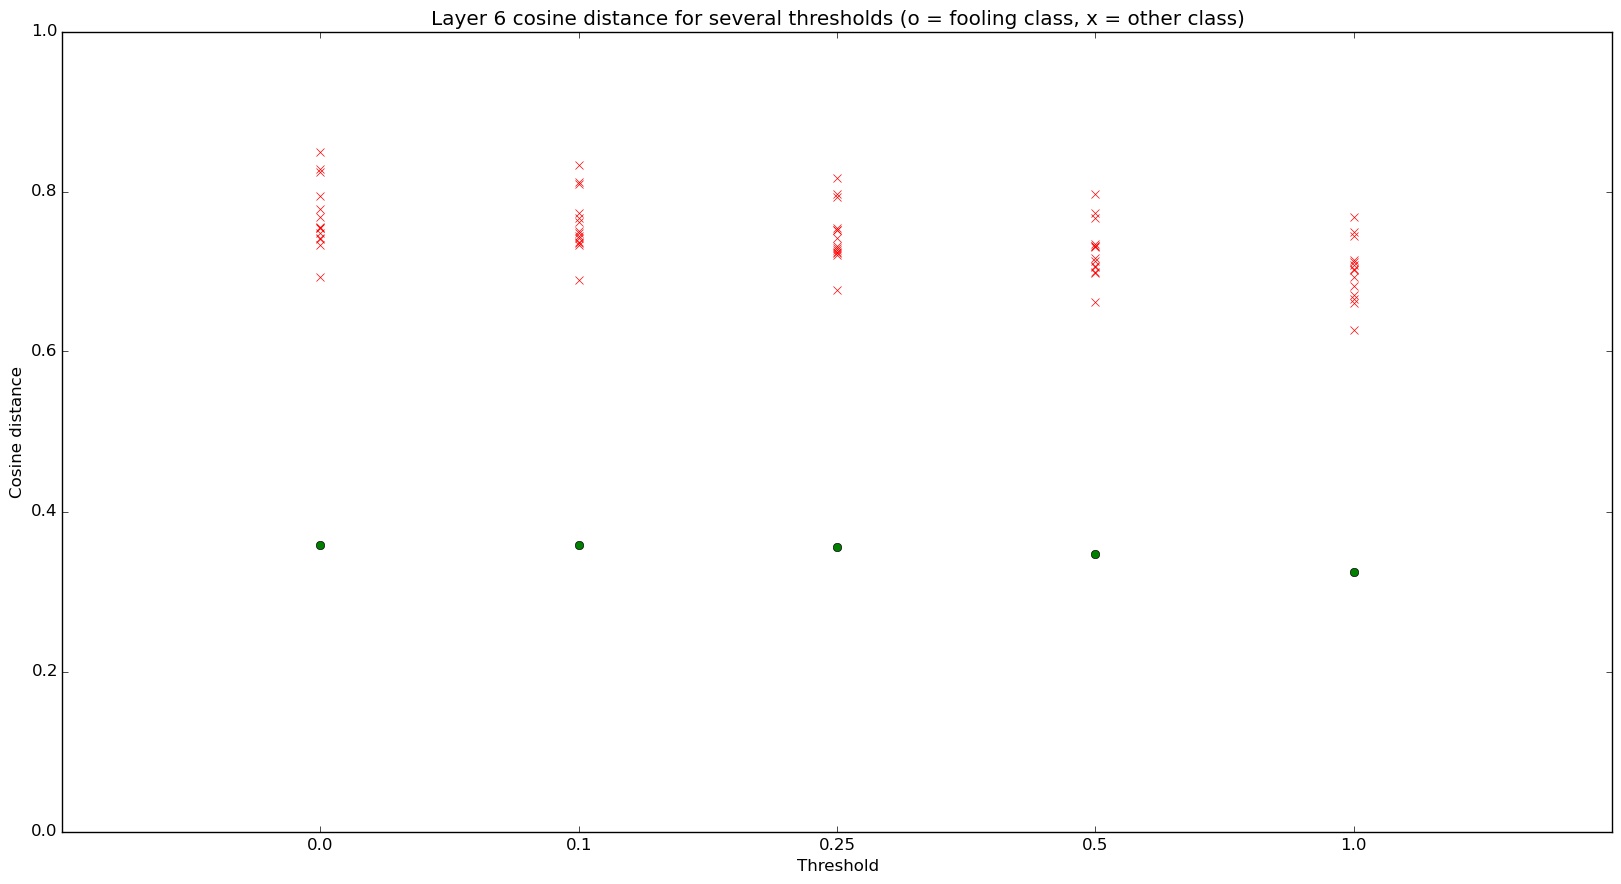 Layer 6 cosine distance for several thresholds (o = fooling class, x = other class)
1.0
0.8
0.6
0.4
0.2
0.0
Cosine distance
0.0 0.1 0.25 0.5 1.0
Threshold